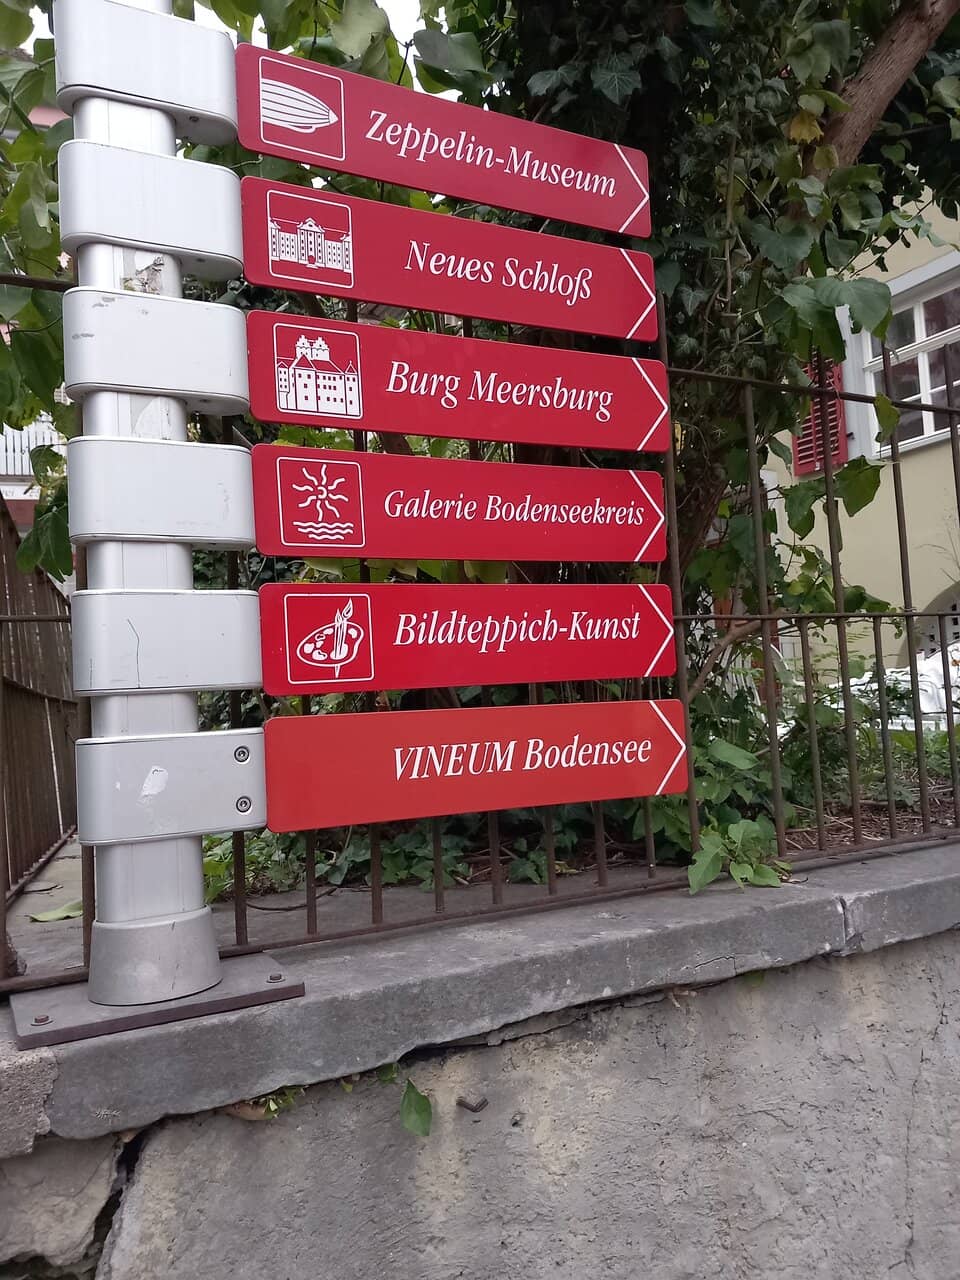 Zeppelin-Museum
Neues Schloß
Burg Meersburg
Galerie Bodenseekreis
Bildteppich-Kunst
VINEUM Bodensee